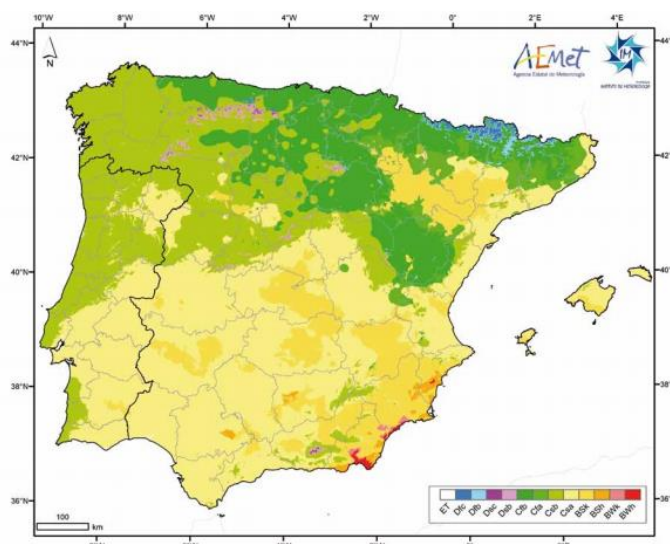 10°W 8°W 6°W 4°W 2°W 0° 2°E 4°E
44°N
N
AEmet
Agencia Estatal de Meteorología
IM
42°N
40°N
38°N
36°N
ET Dfc Dfb Dsc Dsb Cfb Cfa Csb Csa BSk BSh BWk BWh
100
km